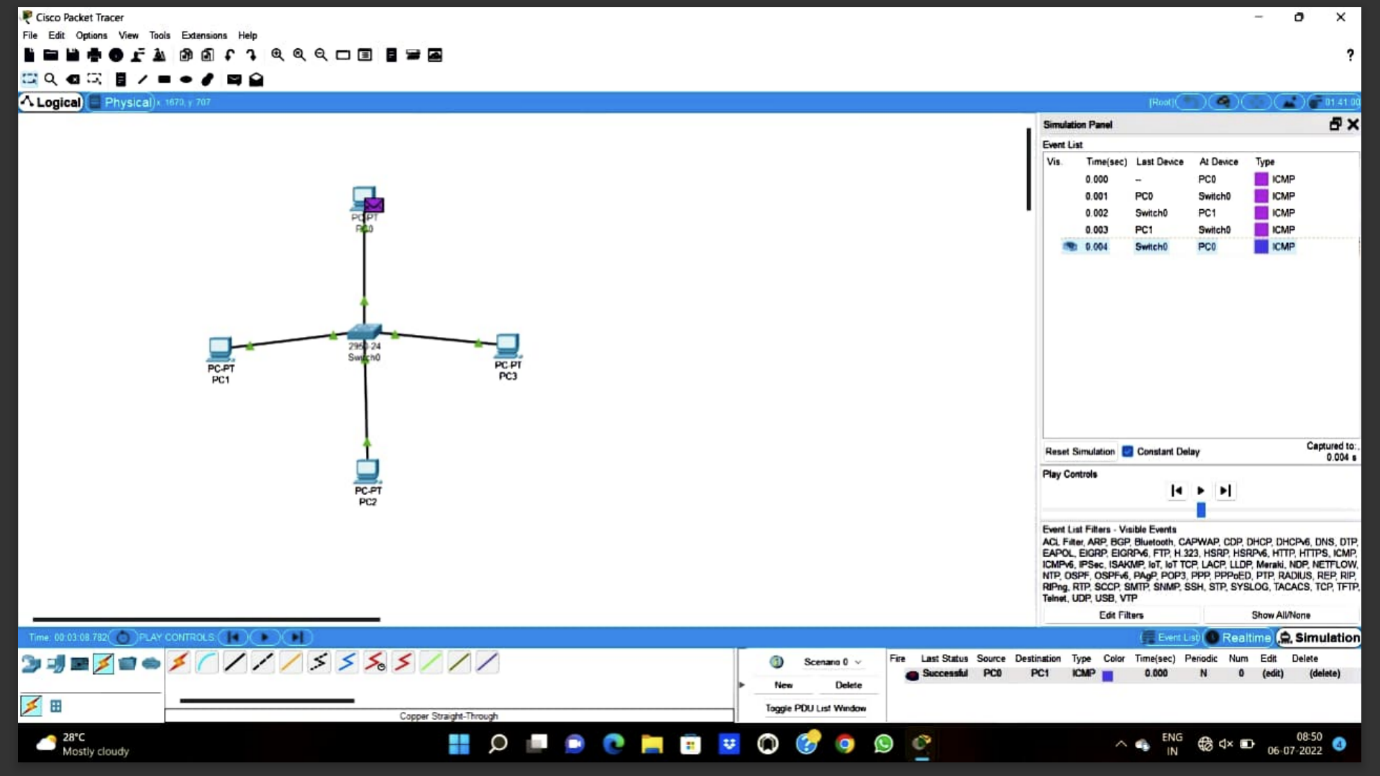 Cisco Packet Tracer
File Edit Options View Tools Extensions Help
?
Logical Physical x: 1670, y: 707 [Root] 01:41:00
Simulation Panel
Event List
Vis. Time(sec) Last Device At Device Type
0.000 -- PC0 ICMP
0.001 PC0 Switch0 ICMP
0.002 Switch0 PC1 ICMP
0.003 PC1 Switch0 ICMP
0.004 Switch0 PC0 ICMP
PC-PT
PC0
2950-24
Switch0
PC-PT
PC1
PC-PT
PC3
PC-PT
PC2
Reset Simulation Constant Delay Captured to:
0.004 s
Play Controls
Event List Filters - Visible Events
ACL Filter, ARP, BGP, Bluetooth, CAPWAP, CDP, DHCP, DHCPv6, DNS, DTP,
EAPOL, EIGRP, EIGRPv6, FTP, H.323, HSRP, HSRPv6, HTTP, HTTPS, ICMP,
ICMPv6, IPSec, ISAKMP, IoT, IoT TCP, LACP, LLDP, Meraki, NDP, NETFLOW,
NTP, OSPF, OSPFv6, PAgP, POP3, PPP, PPPoED, PTP, RADIUS, REP, RIP,
RIPng, RTP, SCCP, SMTP, SNMP, SSH, STP, SYSLOG, TACACS, TCP, TFTP,
Telnet, UDP, USB, VTP
Edit Filters Show All/None
Time: 00:03:08.782 PLAY CONTROLS: Event List Realtime Simulation
Scenario 0
New Delete
Toggle PDU List Window
Fire Last Status Source Destination Type Color Time(sec) Periodic Num Edit Delete
Successful PC0 PC1 ICMP 0.000 N 0 (edit) (delete)
Copper Straight-Through
28°C
Mostly cloudy
ENG
IN
08:50
06-07-2022
4